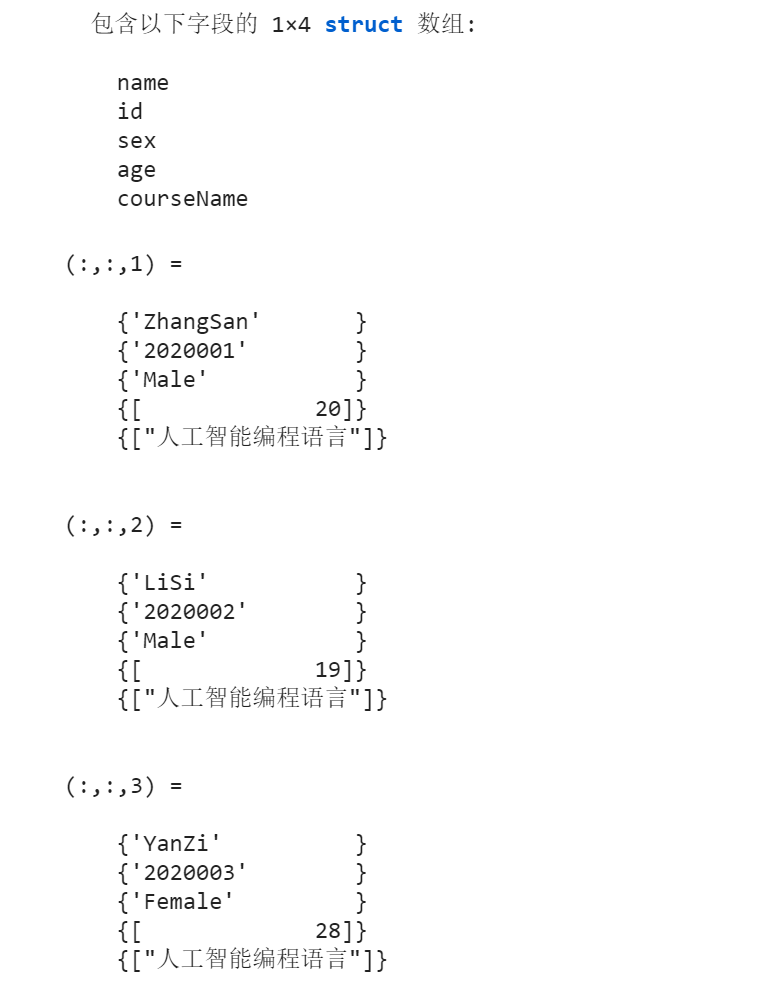 包含以下字段的 1×4 struct 数组:
name
id
sex
age
courseName
(:,:,1) =
{'ZhangSan'       }
{'2020001'        }
{'Male'           }
{[             20]}
{["人工智能编程语言"]}
(:,:,2) =
{'LiSi'           }
{'2020002'        }
{'Male'           }
{[             19]}
{["人工智能编程语言"]}
(:,:,3) =
{'YanZi'          }
{'2020003'        }
{'Female'         }
{[             28]}
{["人工智能编程语言"]}